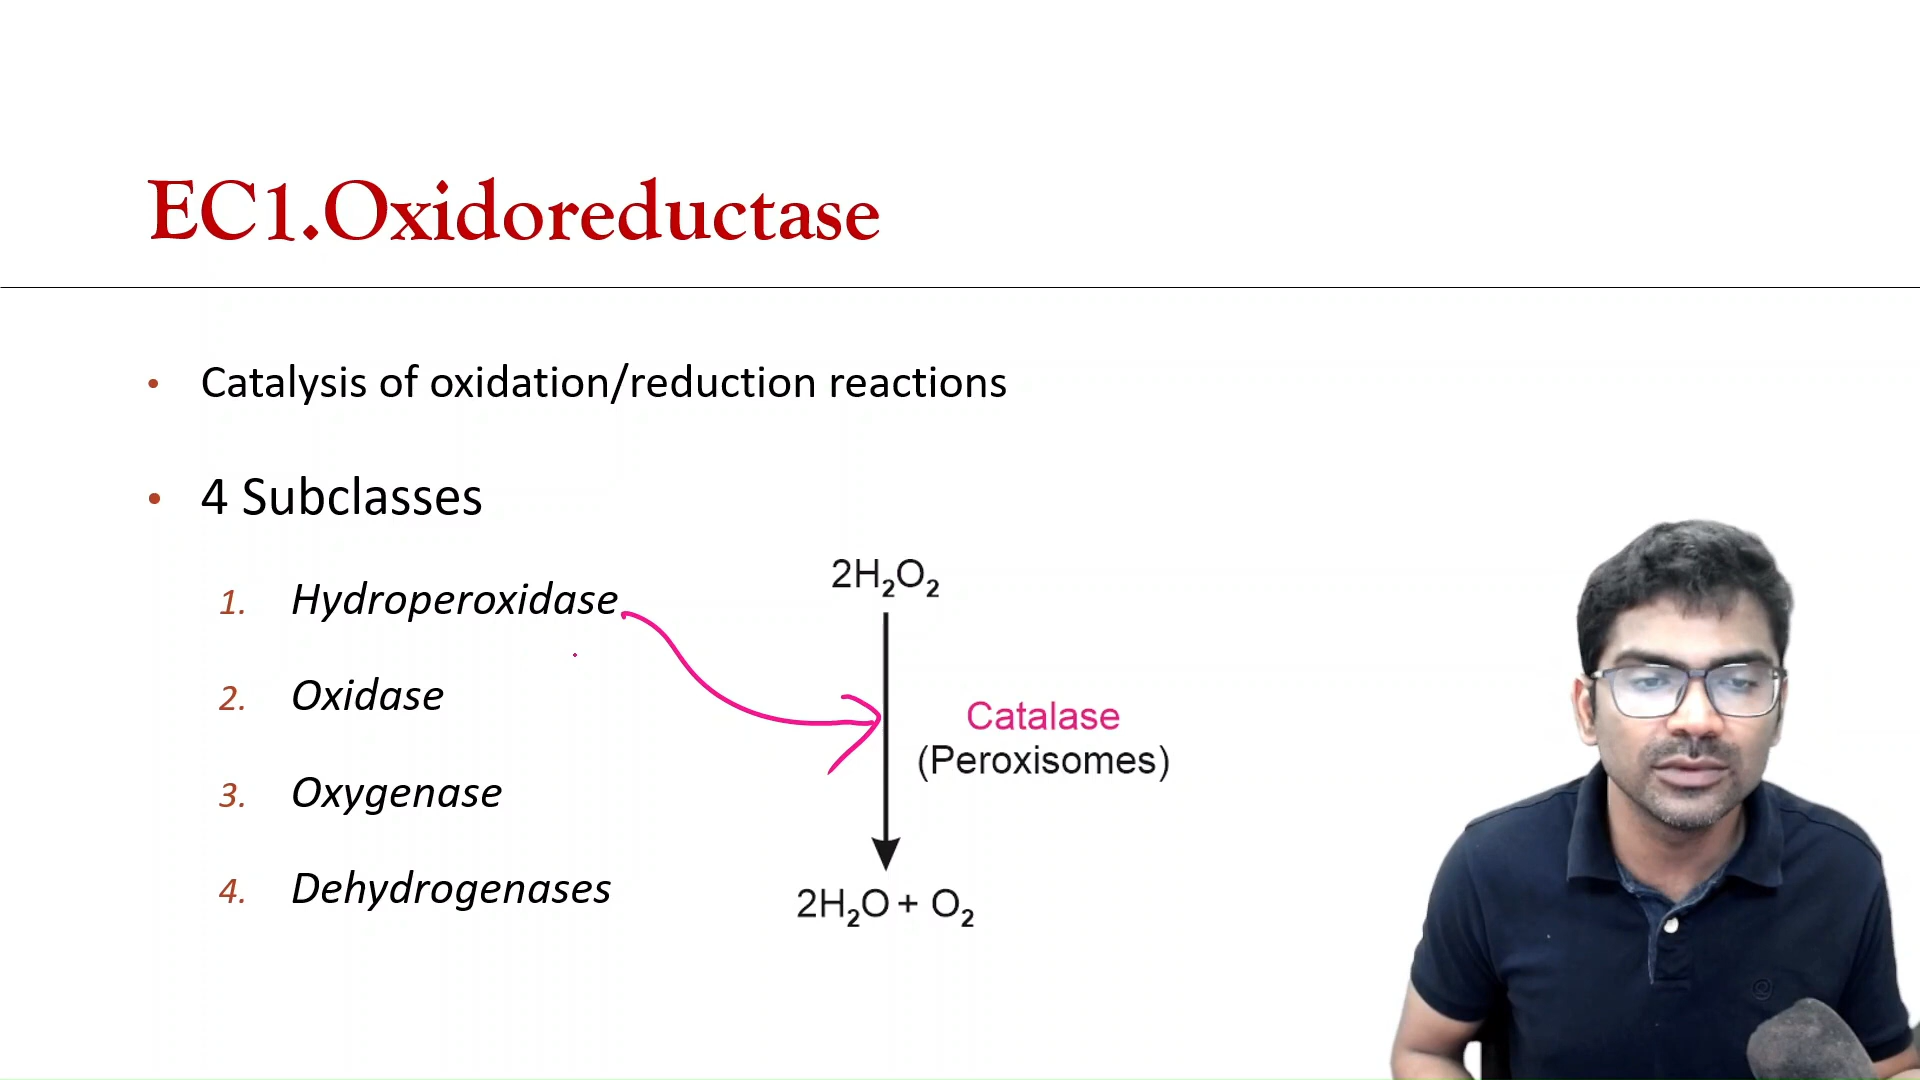 EC1.Oxidoreductase
• Catalysis of oxidation/reduction reactions
• 4 Subclasses
1. Hydroperoxidase
2. Oxidase
3. Oxygenase
4. Dehydrogenases
2H₂O₂
Catalase
(Peroxisomes)
2H₂O + O₂